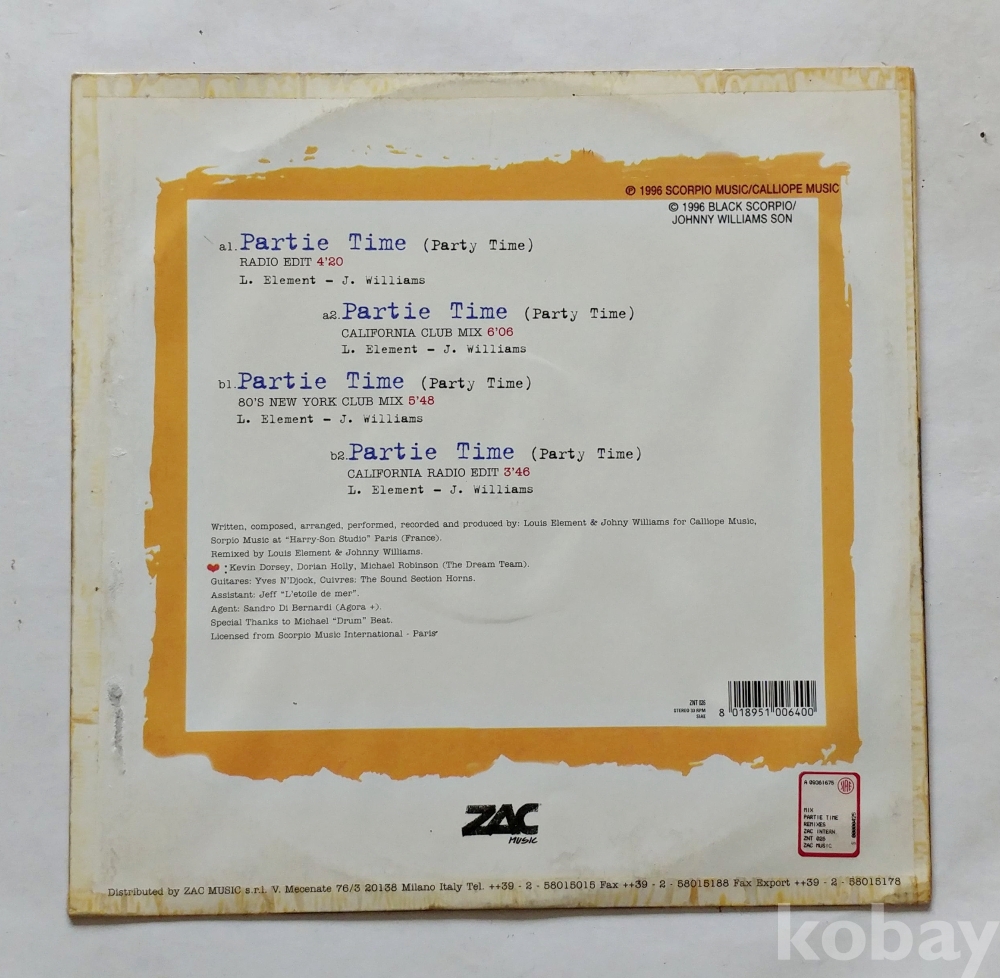 ℗ 1996 SCORPIO MUSIC/CALLIOPE MUSIC
© 1996 BLACK SCORPIO/
JOHNNY WILLIAMS SON
a1. Partie Time (Party Time)
RADIO EDIT 4'20
L. Element - J. Williams
a2. Partie Time (Party Time)
CALIFORNIA CLUB MIX 6'06
L. Element - J. Williams
b1. Partie Time (Party Time)
80'S NEW YORK CLUB MIX 5'48
L. Element - J. Williams
b2. Partie Time (Party Time)
CALIFORNIA RADIO EDIT 3'46
L. Element - J. Williams
Written, composed, arranged, performed, recorded and produced by: Louis Element & Johny Williams for Calliope Music,
Sorpio Music at "Harry-Son Studio" Paris (France).
Remixed by Louis Element & Johnny Williams.
❤ : Kevin Dorsey, Dorian Holly, Michael Robinson (The Dream Team).
Guitares: Yves N'Djock, Cuivres: The Sound Section Horns.
Assistant: Jeff "L'etoile de mer".
Agent: Sandro Di Bernardi (Agora +).
Special Thanks to Michael "Drum" Beat.
Licensed from Scorpio Music International - Paris
ZNT 026
STEREO 33 RPM
SIAE
8 018951 006400
A 09361675
MIX
PARTIE TIME
REMIXES
ZAC INTERN
ZNT 026
ZAC MUSIC
ZAC
MUSIC
Distributed by ZAC MUSIC s.r.l. V. Mecenate 76/3 20138 Milano Italy Tel. ++39 - 2 - 58015015 Fax ++39 - 2 - 58015188 Fax Export ++39 - 2 - 58015178
kobay